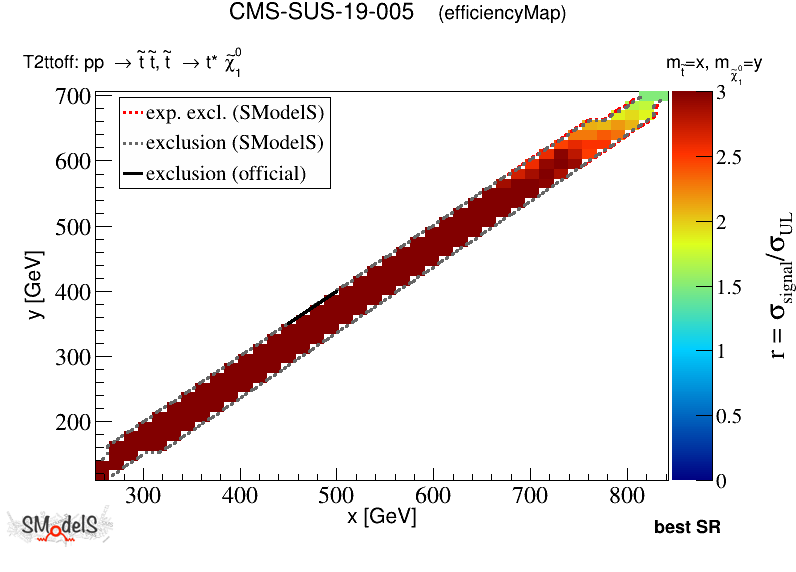 CMS-SUS-19-005 (efficiencyMap)
T2ttoff: pp → t̃ t̃, t̃ → t* χ̃₁⁰ m_t̃=x, m_χ̃₁⁰=y
exp. excl. (SModelS)
exclusion (SModelS)
exclusion (official)
700
600
500
400
300
200
y [GeV]
300 400 500 600 700 800
x [GeV]
3
2.5
2
1.5
1
0.5
0
r = σ_signal/σ_UL
SModelS
best SR